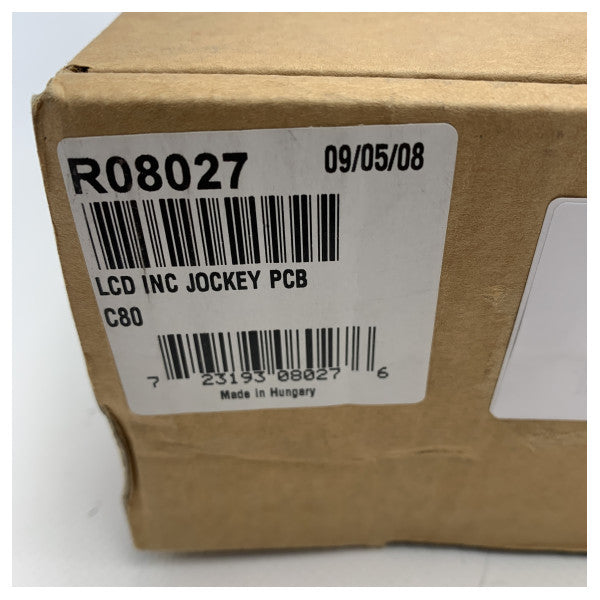 R08027 09/05/08
LCD INC JOCKEY PCB
C80
7 23193 08027 6
Made in Hungary